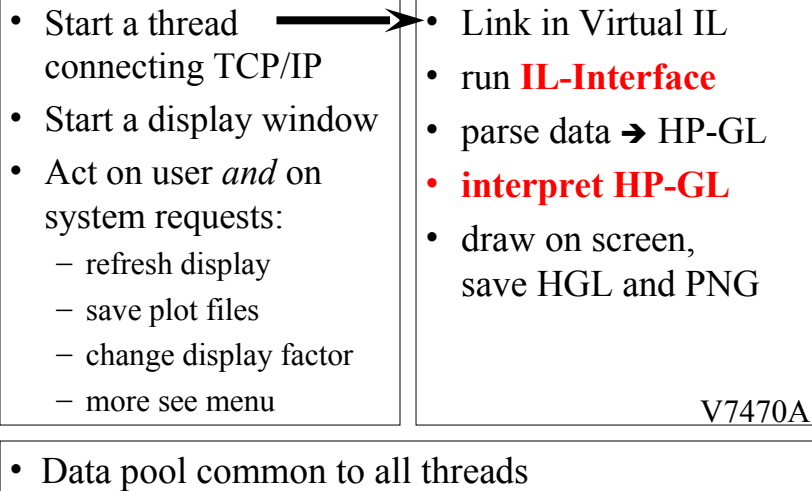 • Start a thread
connecting TCP/IP
• Start a display window
• Act on user and on
system requests:
– refresh display
– save plot files
– change display factor
– more see menu
• Link in Virtual IL
• run IL-Interface
• parse data ➔ HP-GL
• interpret HP-GL
• draw on screen,
save HGL and PNG
V7470A
• Data pool common to all threads